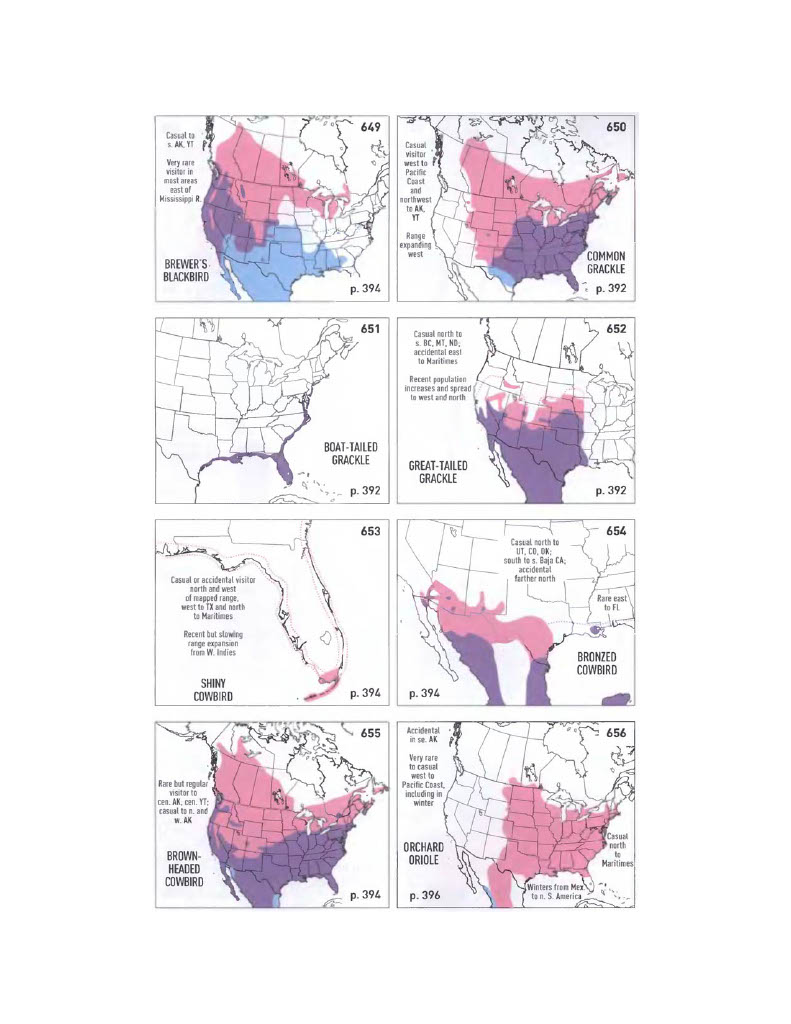 649
Casual to
s. AK, YT
Very rare
visitor in
most areas
east of
Mississippi R.
BREWER'S
BLACKBIRD
p. 394
650
Casual
visitor
west to
Pacific
Coast
and
northwest
to AK,
YT
Range
expanding
west
COMMON
GRACKLE
p. 392
651
BOAT-TAILED
GRACKLE
p. 392
652
Casual north to
s. BC, MT, ND;
accidental east
to Maritimes
Recent population
increases and spread
to west and north
GREAT-TAILED
GRACKLE
p. 392
653
Casual or accidental visitor
north and west
of mapped range,
west to TX and north
to Maritimes
Recent but slowing
range expansion
from W. Indies
SHINY
COWBIRD
p. 394
654
Casual north to
UT, CO, OK;
south to s. Baja CA;
accidental
farther north
Rare east
to FL
BRONZED
COWBIRD
p. 394
655
Rare but regular
visitor to
cen. AK, cen. YT;
casual to n. and
w. AK
BROWN-
HEADED
COWBIRD
p. 394
656
Accidental
in se. AK
Very rare
to casual
west to
Pacific Coast,
including in
winter
ORCHARD
ORIOLE
Casual
north
to
Maritimes
Winters from Mex.
to n. S. America
p. 396